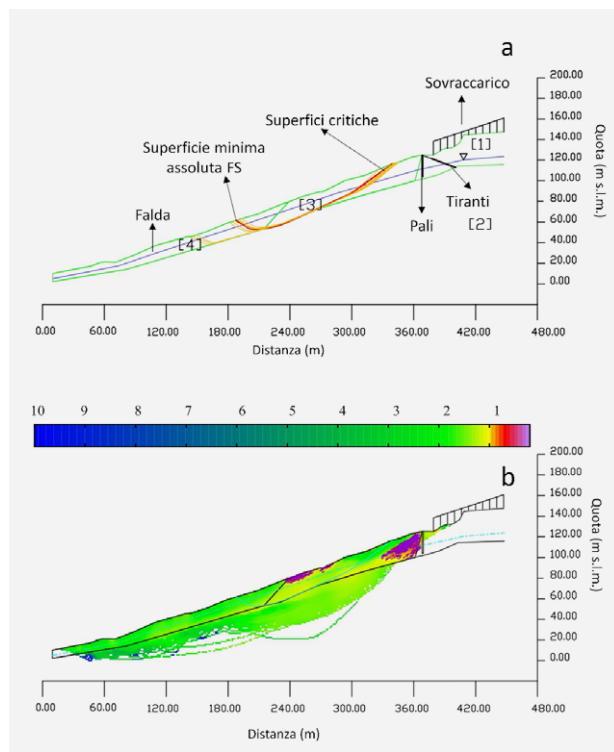 a
Sovraccarico
200.00
180.00
160.00
140.00
120.00
100.00
80.00
60.00
40.00
20.00
0.00
Quota (m s.l.m.)
Superfici critiche
[1]
Superficie minima
assoluta FS
Tiranti
[2]
Falda
[3]
Pali
[4]
0.00 60.00 120.00 180.00 240.00 300.00 360.00 420.00 480.00
Distanza (m)
10 9 8 7 6 5 4 3 2 1
b
200.00
180.00
160.00
140.00
120.00
100.00
80.00
60.00
40.00
20.00
0.00
Quota (m s.l.m.)
0.00 60.00 120.00 180.00 240.00 300.00 360.00 420.00 480.00
Distanza (m)